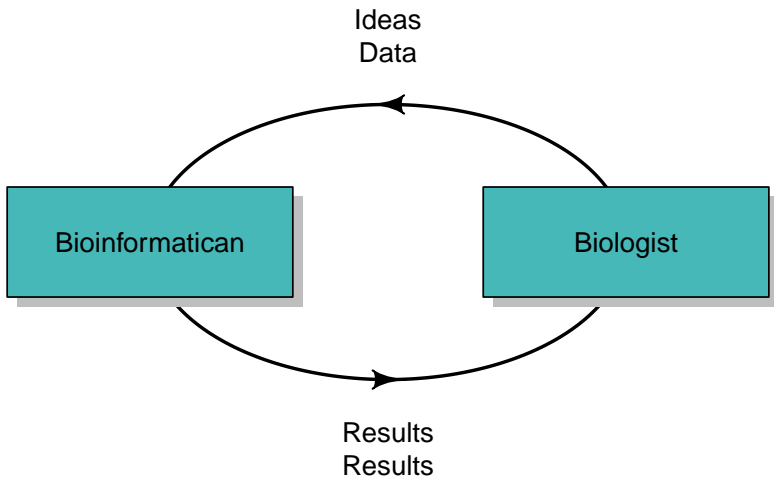 Ideas
Data
Bioinformatican
Biologist
Results
Results